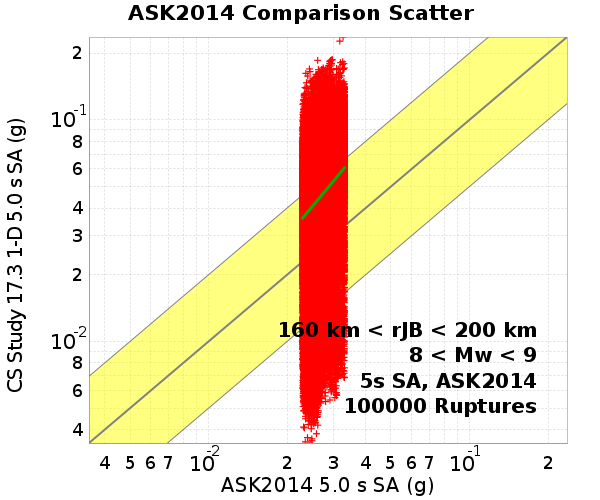 ASK2014 Comparison Scatter
CS Study 17.3 1-D 5.0 s SA (g)
2
10-1
8
6
4
3
2
10-2
8
6
4
160 km < rJB < 200 km
8 < Mw < 9
5s SA, ASK2014
100000 Ruptures
4 5 6 7 10-2 2 3 4 5 6 7 10-1 2
ASK2014 5.0 s SA (g)